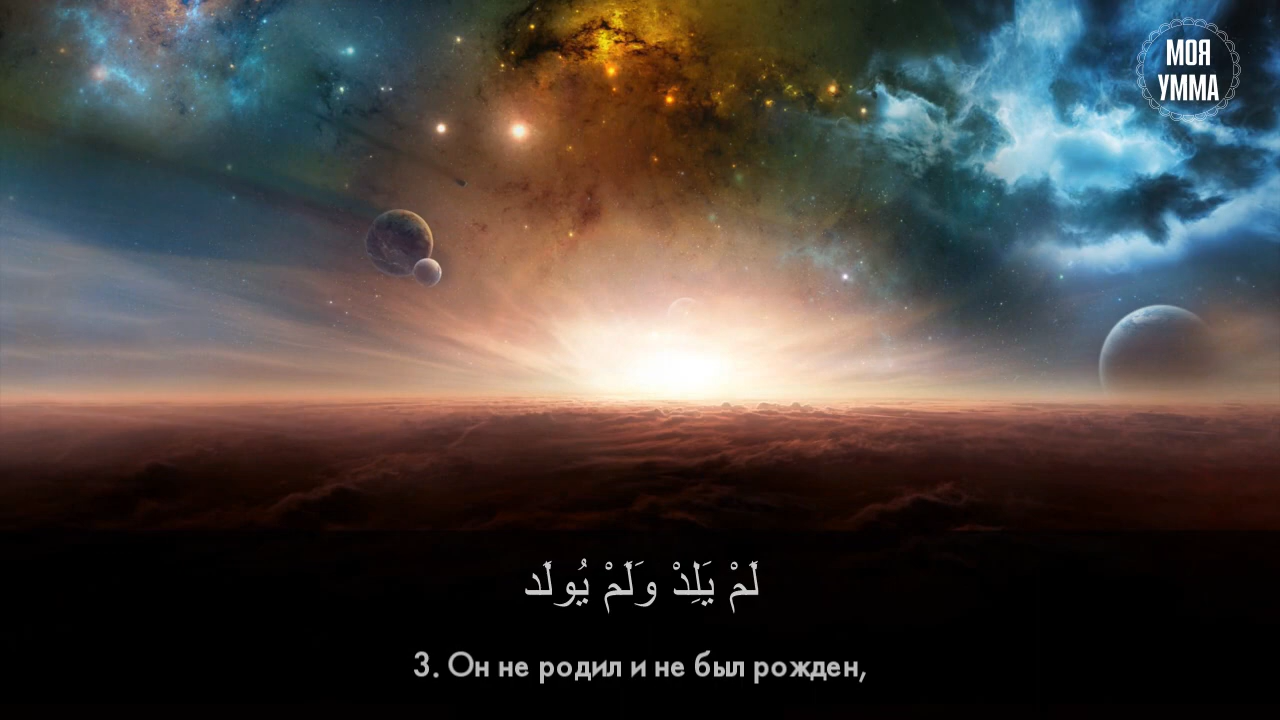 МОЯ
УММА
لَمْ يَلِدْ وَلَمْ يُولَد
3. Он не родил и не был рожден,